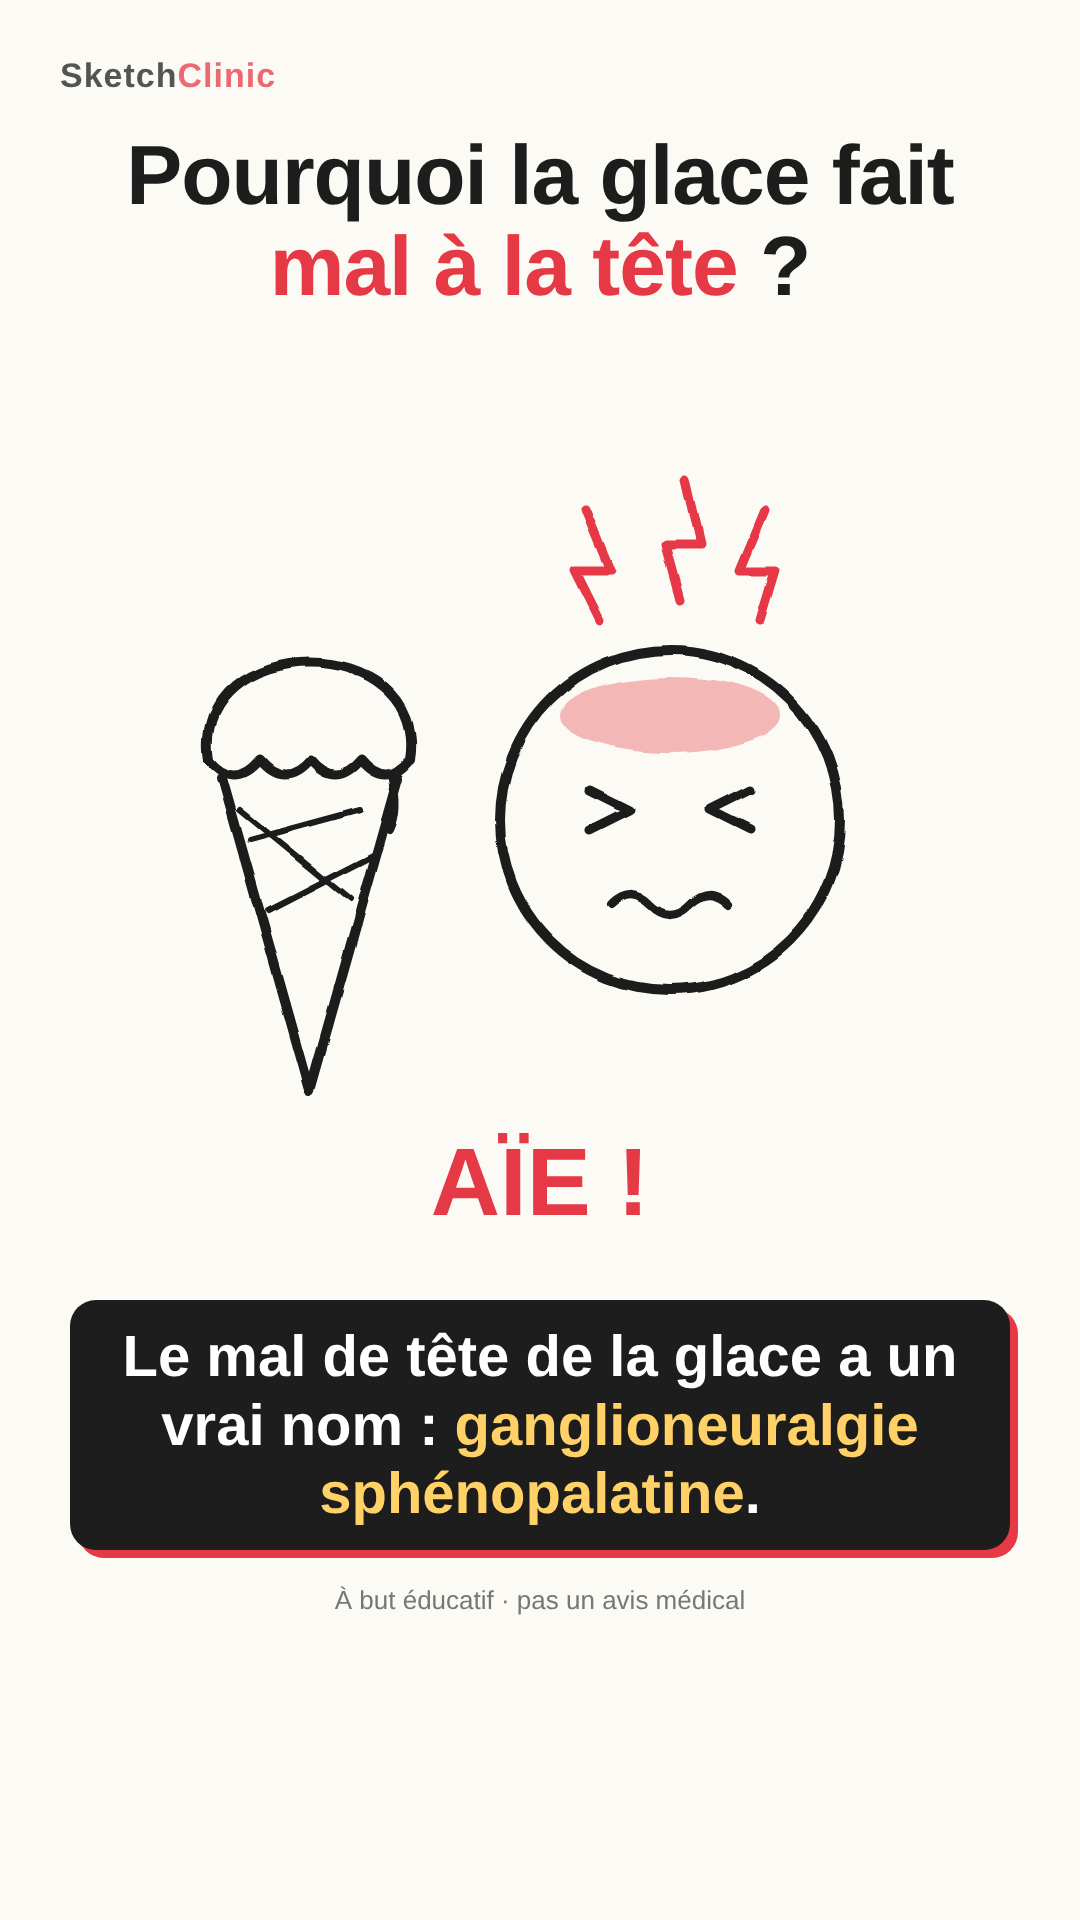 SketchClinic
Pourquoi la glace fait
mal à la tête ?
AÏE !
Le mal de tête de la glace a un
vrai nom : ganglioneuralgie
sphénopalatine.
À but éducatif · pas un avis médical